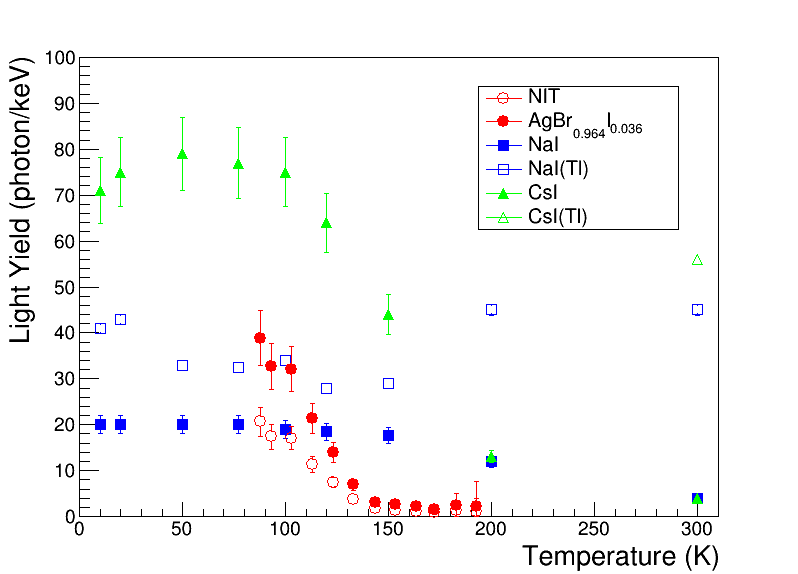 Light Yield (photon/keV)
100
90
80
70
60
50
40
30
20
10
0
NIT
AgBr0.964I0.036
NaI
NaI(Tl)
CsI
CsI(Tl)
0 50 100 150 200 250 300
Temperature (K)